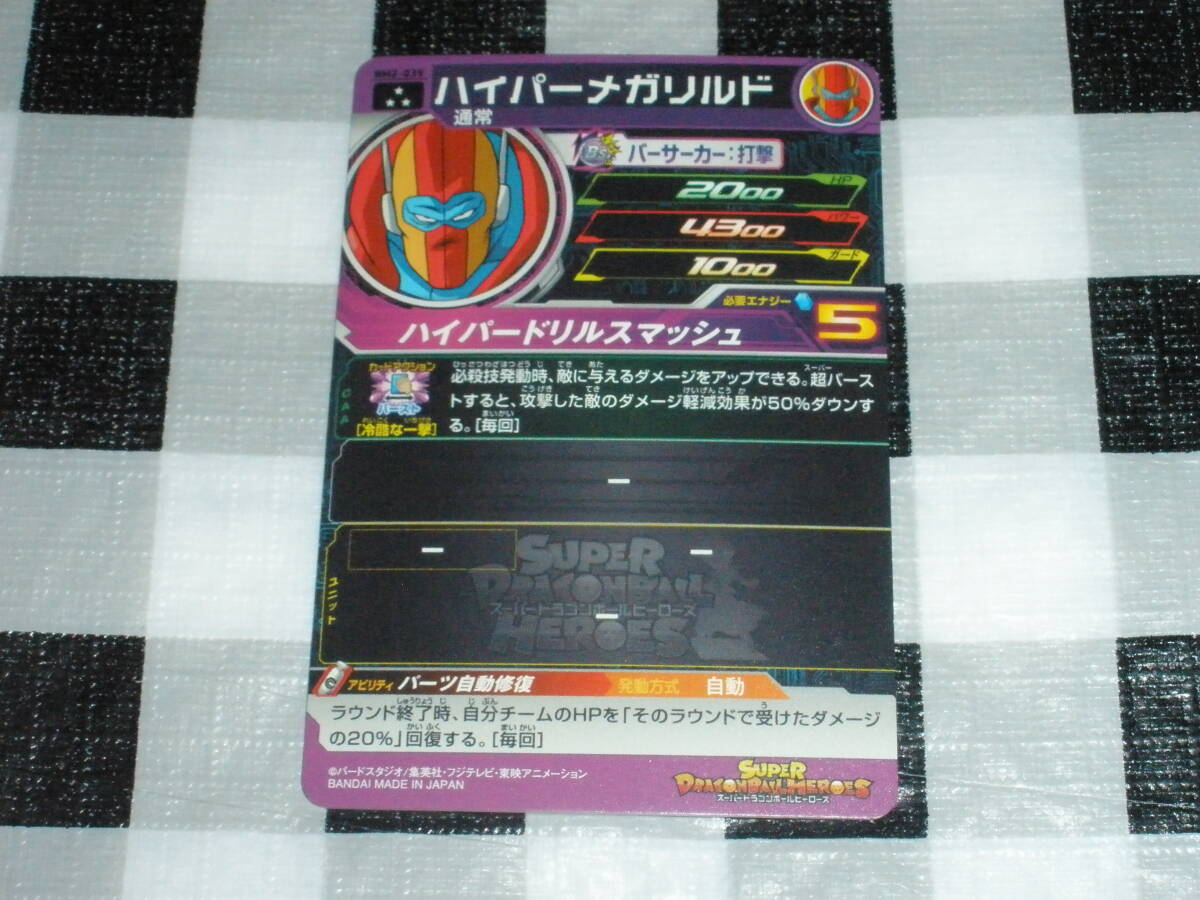 BM2-039
ハイパーメガリルド
通常
Bs バーサーカー:打撃
HP
2000
パワー
4300
ガード
1000
必要エナジー 5
ハイパードリルスマッシュ
CAA
カードアクション
バースト
[冷酷な一撃]
必殺技発動時、敵に与えるダメージをアップできる。超バースト
すると、攻撃した敵のダメージ軽減効果が50%ダウンす
る。[毎回]
ー
ユニット
ー
ー
ー
SUPER
DRAGONBALL
スーパードラゴンボールヒーローズ
HEROES
アビリティ パーツ自動修復 発動方式 自動
ラウンド終了時、自分チームのHPを「そのラウンドで受けたダメージ
の20%」回復する。[毎回]
©バードスタジオ/集英社・フジテレビ・東映アニメーション
BANDAI MADE IN JAPAN
SUPER
DRAGONBALL HEROES
スーパードラゴンボールヒーローズ